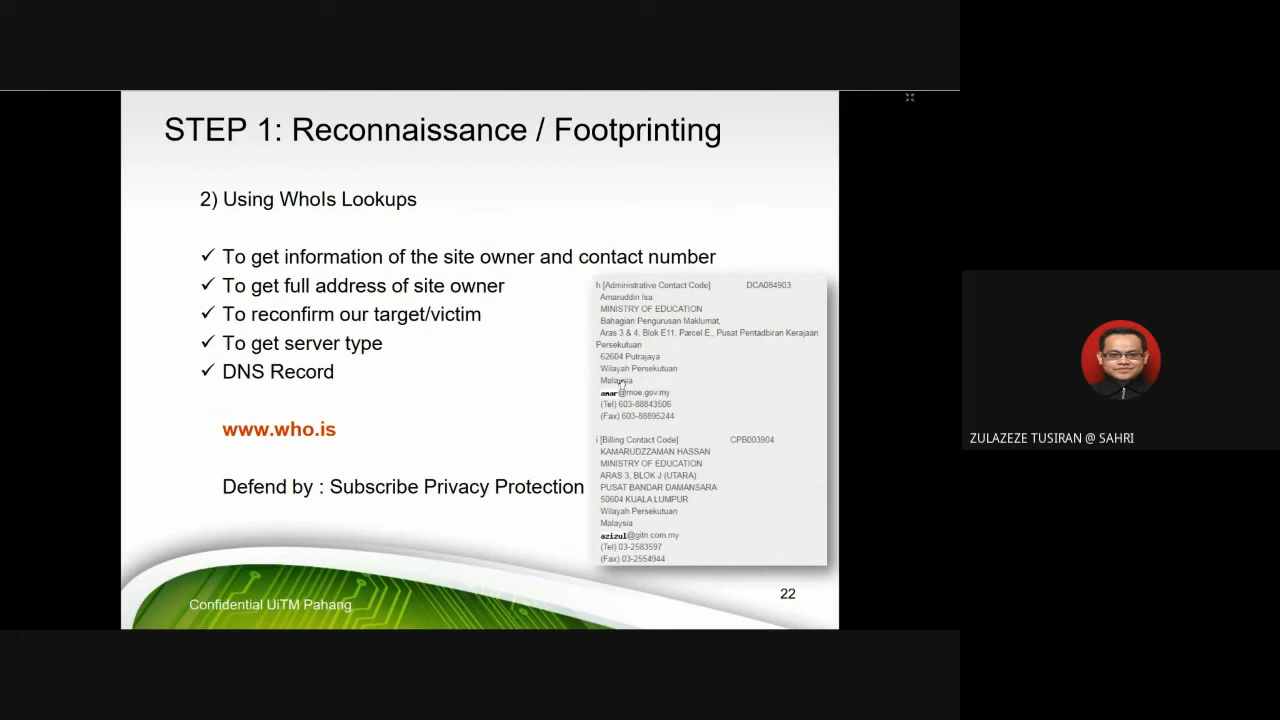 STEP 1: Reconnaissance / Footprinting
2) Using WhoIs Lookups
✓ To get information of the site owner and contact number
✓ To get full address of site owner
✓ To reconfirm our target/victim
✓ To get server type
✓ DNS Record
www.who.is
Defend by : Subscribe Privacy Protection
h [Administrative Contact Code] DCA084903
Amaruddin Isa
MINISTRY OF EDUCATION
Bahagian Pengurusan Maklumat,
Aras 3 & 4, Blok E11, Parcel E,, Pusat Pentadbiran Kerajaan
Persekutuan
62604 Putrajaya
Wilayah Persekutuan
Malaysia
amar@moe.gov.my
(Tel) 603-88843506
(Fax) 603-88895244
i [Billing Contact Code] CPB003904
KAMARUDZZAMAN HASSAN
MINISTRY OF EDUCATION
ARAS 3, BLOK J (UTARA)
PUSAT BANDAR DAMANSARA
50604 KUALA LUMPUR
Wilayah Persekutuan
Malaysia
azizul@gitn.com.my
(Tel) 03-2583597
(Fax) 03-2554944
22
Confidential UiTM Pahang
ZULAZEZE TUSIRAN @ SAHRI